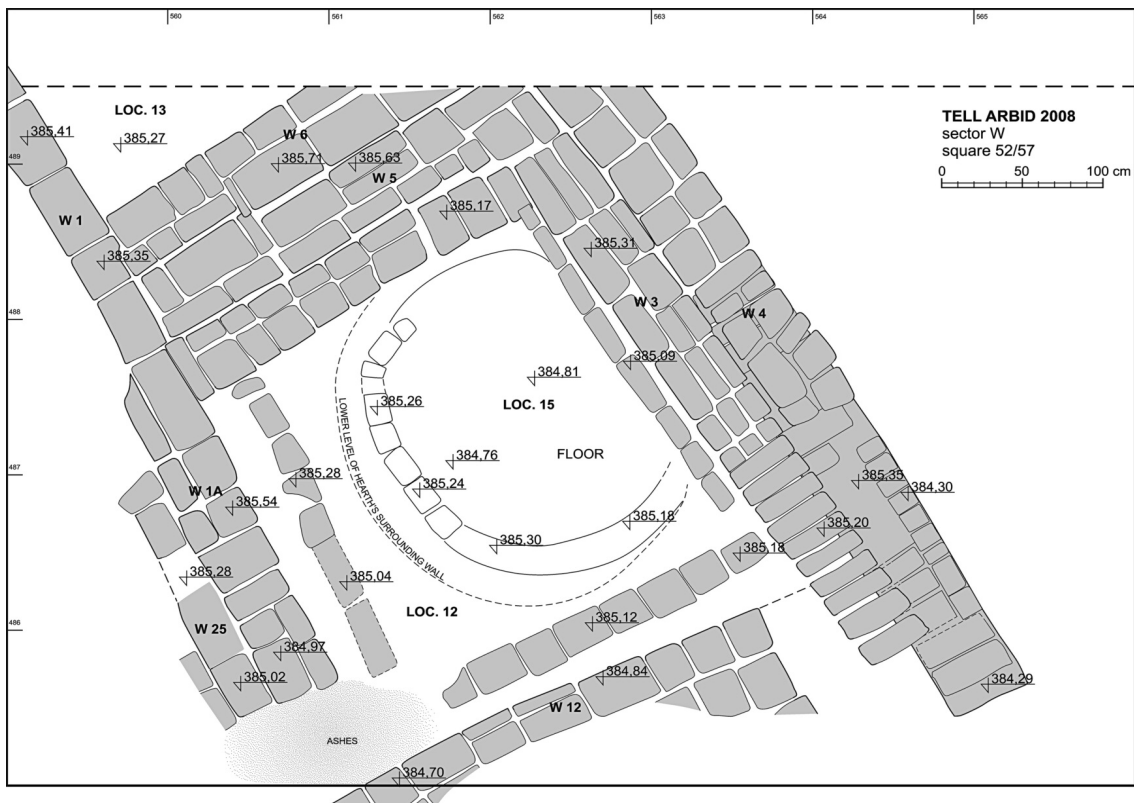 560
561
562
563
564
565
LOC. 13
TELL ARBID 2008
sector W
square 52/57
0 50 100 cm
385,41
385,27
W 6
489
385,71
385,63
W 5
W 1
385,17
385,35
385,31
W 3
W 4
488
385,09
384,81
385,26
LOC. 15
LOWER LEVEL OF HEARTH'S SURROUNDING WALL
384,76
FLOOR
487
385,28
385,24
385,35
384,30
W 1A
385,54
385,18
385,20
385,30
385,18
385,28
385,04
LOC. 12
385,12
486
W 25
384,97
385,02
384,84
384,29
W 12
ASHES
384,70